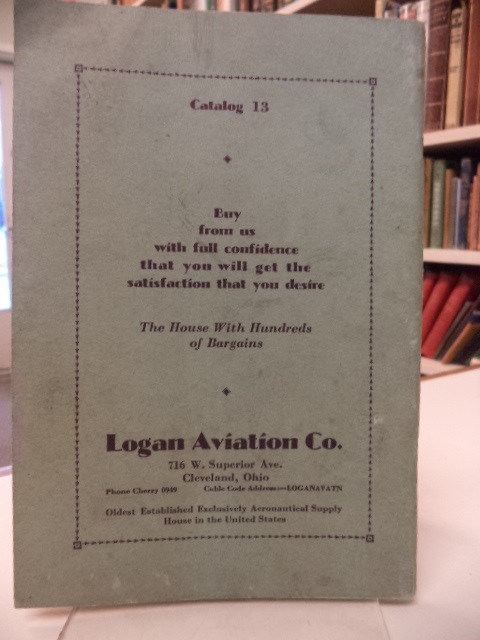 Catalog 13
Buy
from us
with full confidence
that you will get the
satisfaction that you desire
The House With Hundreds
of Bargains
Logan Aviation Co.
716 W. Superior Ave.
Cleveland, Ohio
Phone Cherry 0949 Cable Code Address:—LOGANAVATN
Oldest Established Exclusively Aeronautical Supply
House in the United States